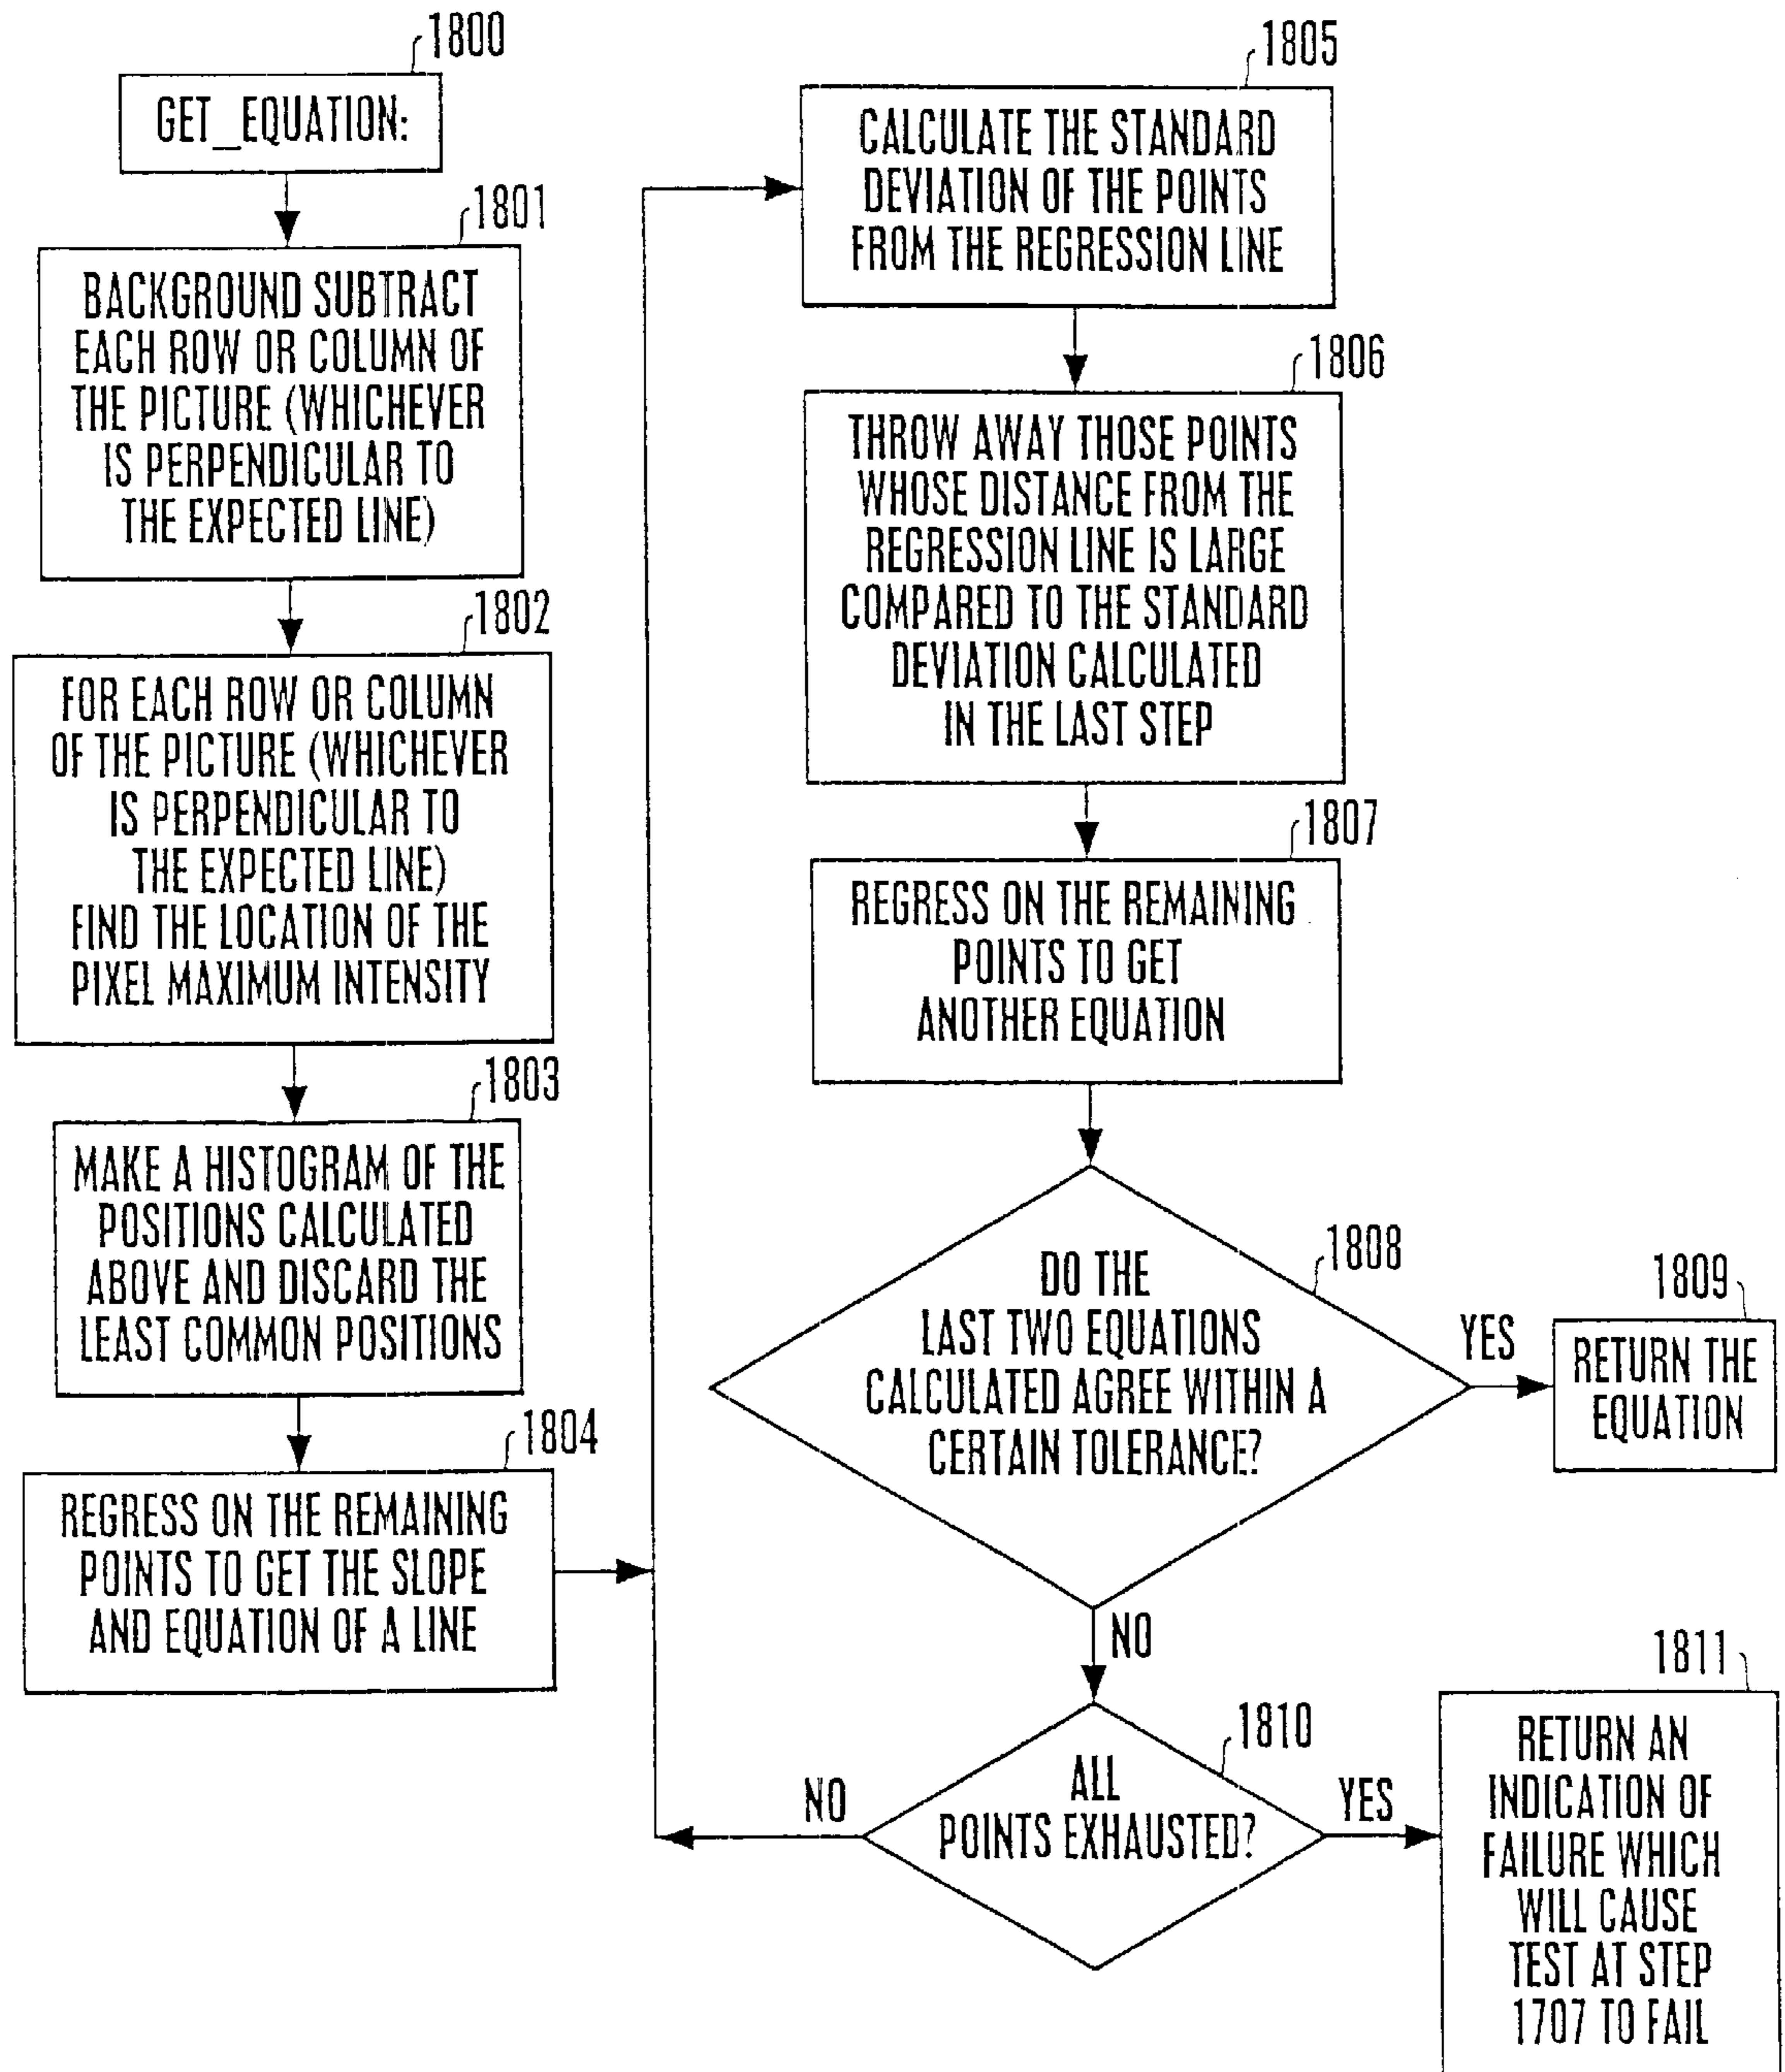 1800
GET_EQUATION:
1801
BACKGROUND SUBTRACT
EACH ROW OR COLUMN OF
THE PICTURE (WHICHEVER
IS PERPENDICULAR TO
THE EXPECTED LINE)
1802
FOR EACH ROW OR COLUMN
OF THE PICTURE (WHICHEVER
IS PERPENDICULAR TO
THE EXPECTED LINE)
FIND THE LOCATION OF THE
PIXEL MAXIMUM INTENSITY
1803
MAKE A HISTOGRAM OF THE
POSITIONS CALCULATED
ABOVE AND DISCARD THE
LEAST COMMON POSITIONS
1804
REGRESS ON THE REMAINING
POINTS TO GET THE SLOPE
AND EQUATION OF A LINE
1805
CALCULATE THE STANDARD
DEVIATION OF THE POINTS
FROM THE REGRESSION LINE
1806
THROW AWAY THOSE POINTS
WHOSE DISTANCE FROM THE
REGRESSION LINE IS LARGE
COMPARED TO THE STANDARD
DEVIATION CALCULATED
IN THE LAST STEP
1807
REGRESS ON THE REMAINING
POINTS TO GET
ANOTHER EQUATION
1808
DO THE
LAST TWO EQUATIONS
CALCULATED AGREE WITHIN A
CERTAIN TOLERANCE?
YES
1809
RETURN THE
EQUATION
NO
1810
ALL
POINTS EXHAUSTED?
NO
YES
1811
RETURN AN
INDICATION OF
FAILURE WHICH
WILL CAUSE
TEST AT STEP
1707 TO FAIL